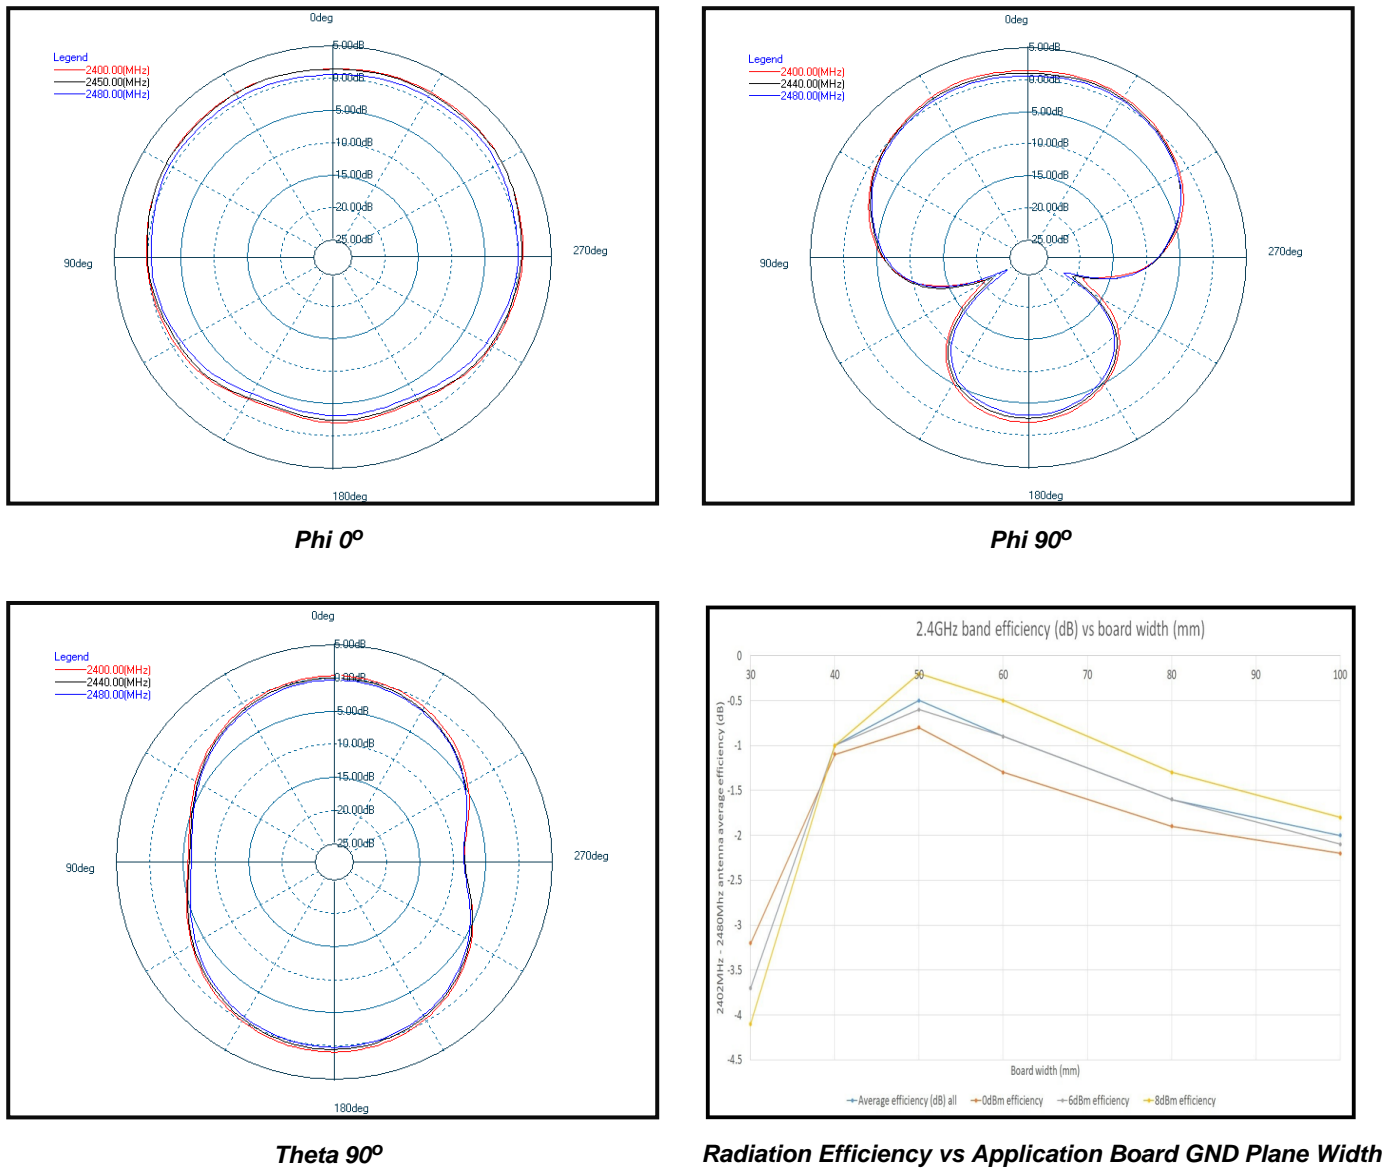 0deg
Legend
2400.00(MHz)
2450.00(MHz)
2480.00(MHz)
5.00dB
0.00dB
5.00dB
10.00dB
15.00dB
20.00dB
25.00dB
90deg
270deg
180deg
Phi 0º
0deg
Legend
2400.00(MHz)
2440.00(MHz)
2480.00(MHz)
5.00dB
0.00dB
5.00dB
10.00dB
15.00dB
20.00dB
25.00dB
90deg
270deg
180deg
Phi 90º
0deg
Legend
2400.00(MHz)
2440.00(MHz)
2480.00(MHz)
5.00dB
0.00dB
5.00dB
10.00dB
15.00dB
20.00dB
25.00dB
90deg
270deg
180deg
Theta 90º
2.4GHz band efficiency (dB) vs board width (mm)
0
30 40 50 60 80 100
-0.5
-1
-1.5
-2
-2.5
-3
-3.5
-4
-4.5
2402MHz - 2480Mhz antenna average efficiency (dB)
Board width (mm)
Average efficiency (dB) all 0dBm efficiency 6dBm efficiency 8dBm efficiency
Radiation Efficiency vs Application Board GND Plane Width